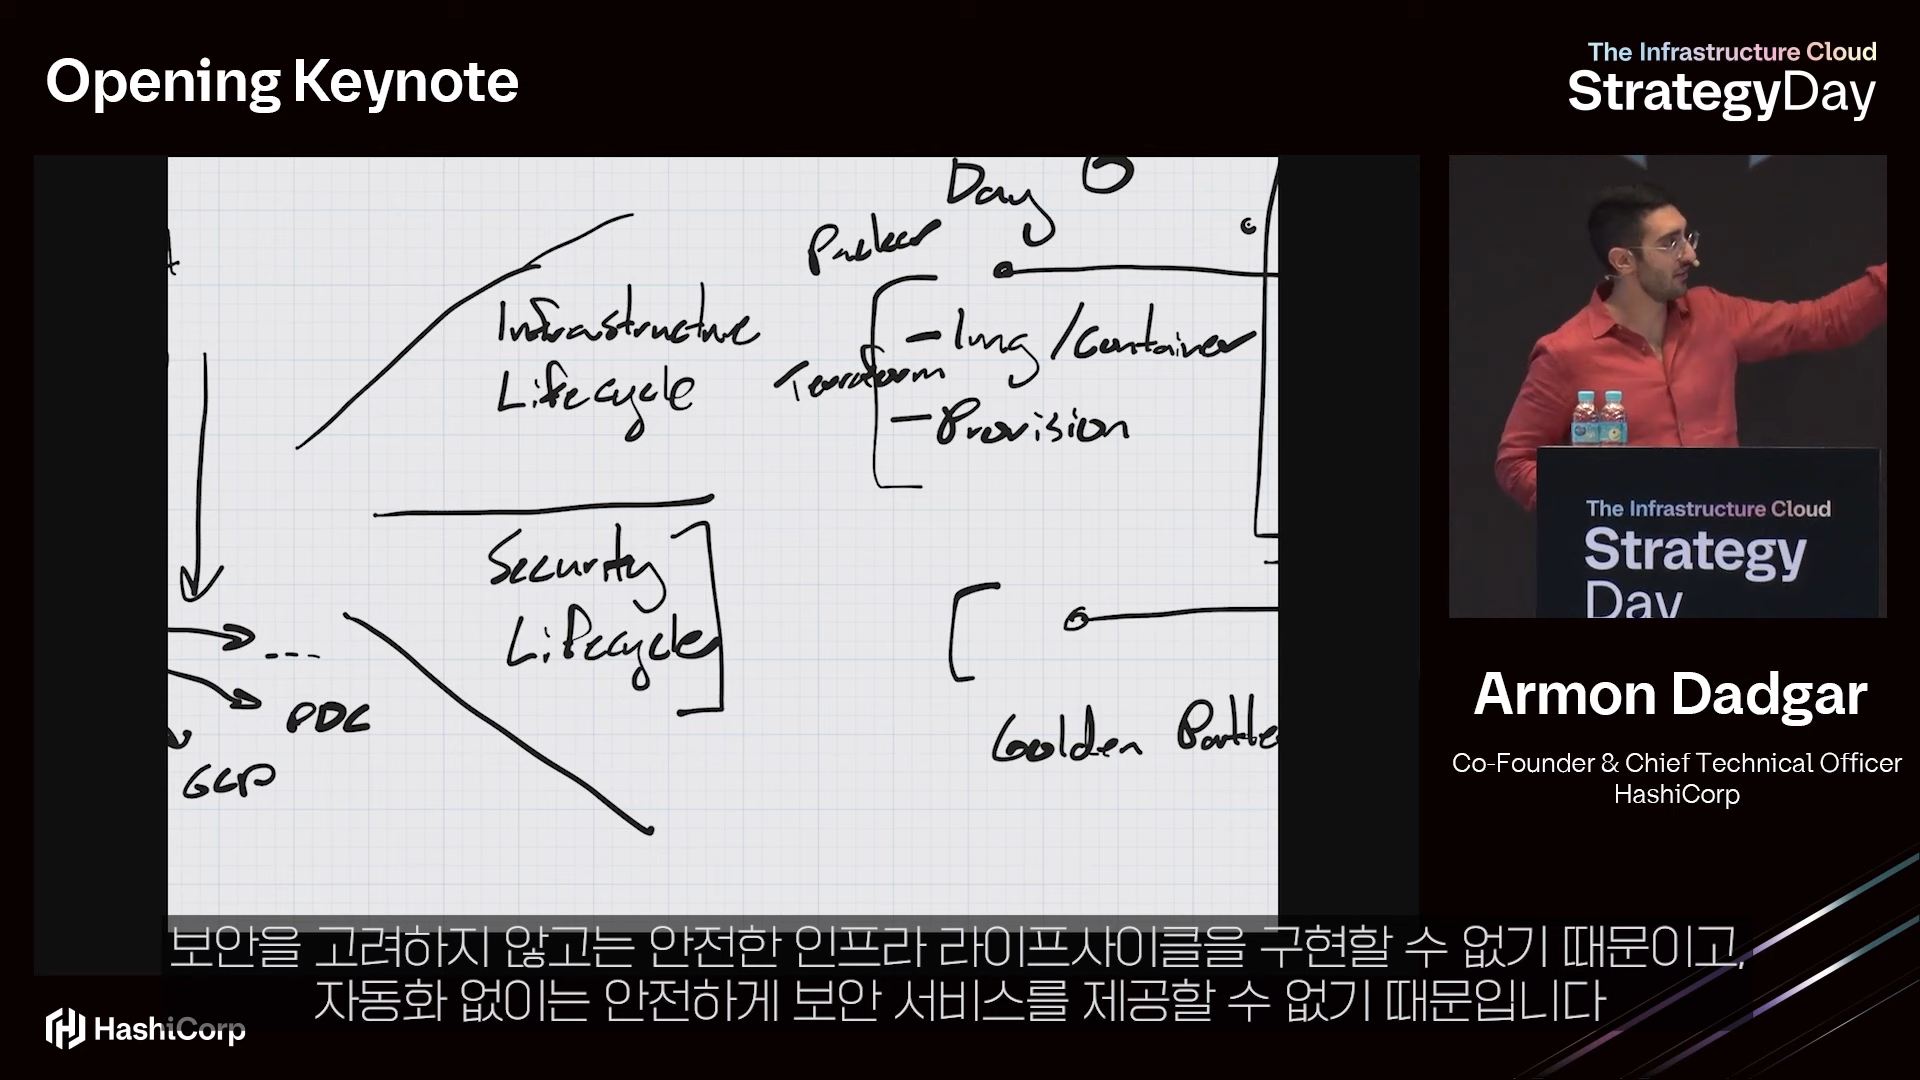 Opening Keynote
The Infrastructure Cloud
StrategyDay
Day 0
Packer
Infrastructure
Lifecycle
- Img / Container
Terraform
- Provision
Security
Lifecycle
...
PDC
GCP
Golden
The Infrastructure Cloud
Strategy
Day
Armon Dadgar
Co-Founder & Chief Technical Officer
HashiCorp
보안을 고려하지 않고는 안전한 인프라 라이프사이클을 구현할 수 없기 때문이고,
자동화 없이는 안전하게 보안 서비스를 제공할 수 없기 때문입니다
HashiCorp